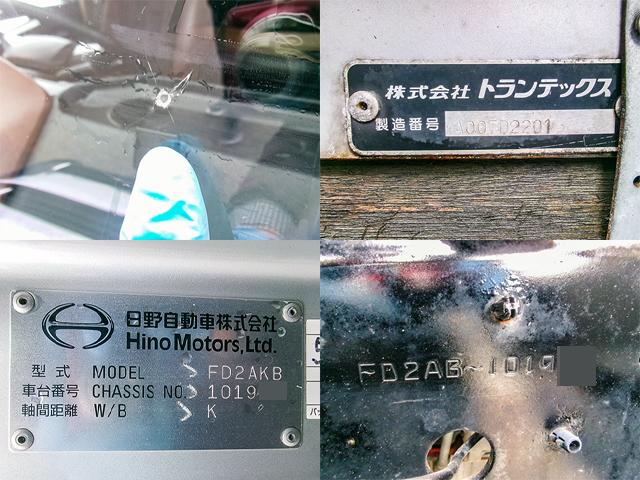 株式会社 トランテックス
製造番号 A00FD2201
日野自動車株式会社
Hino Motors, Ltd.
型式 MODEL FD2AKB
車台番号 CHASSIS NO. 1019
軸間距離 W/B K
FD2AB-1019